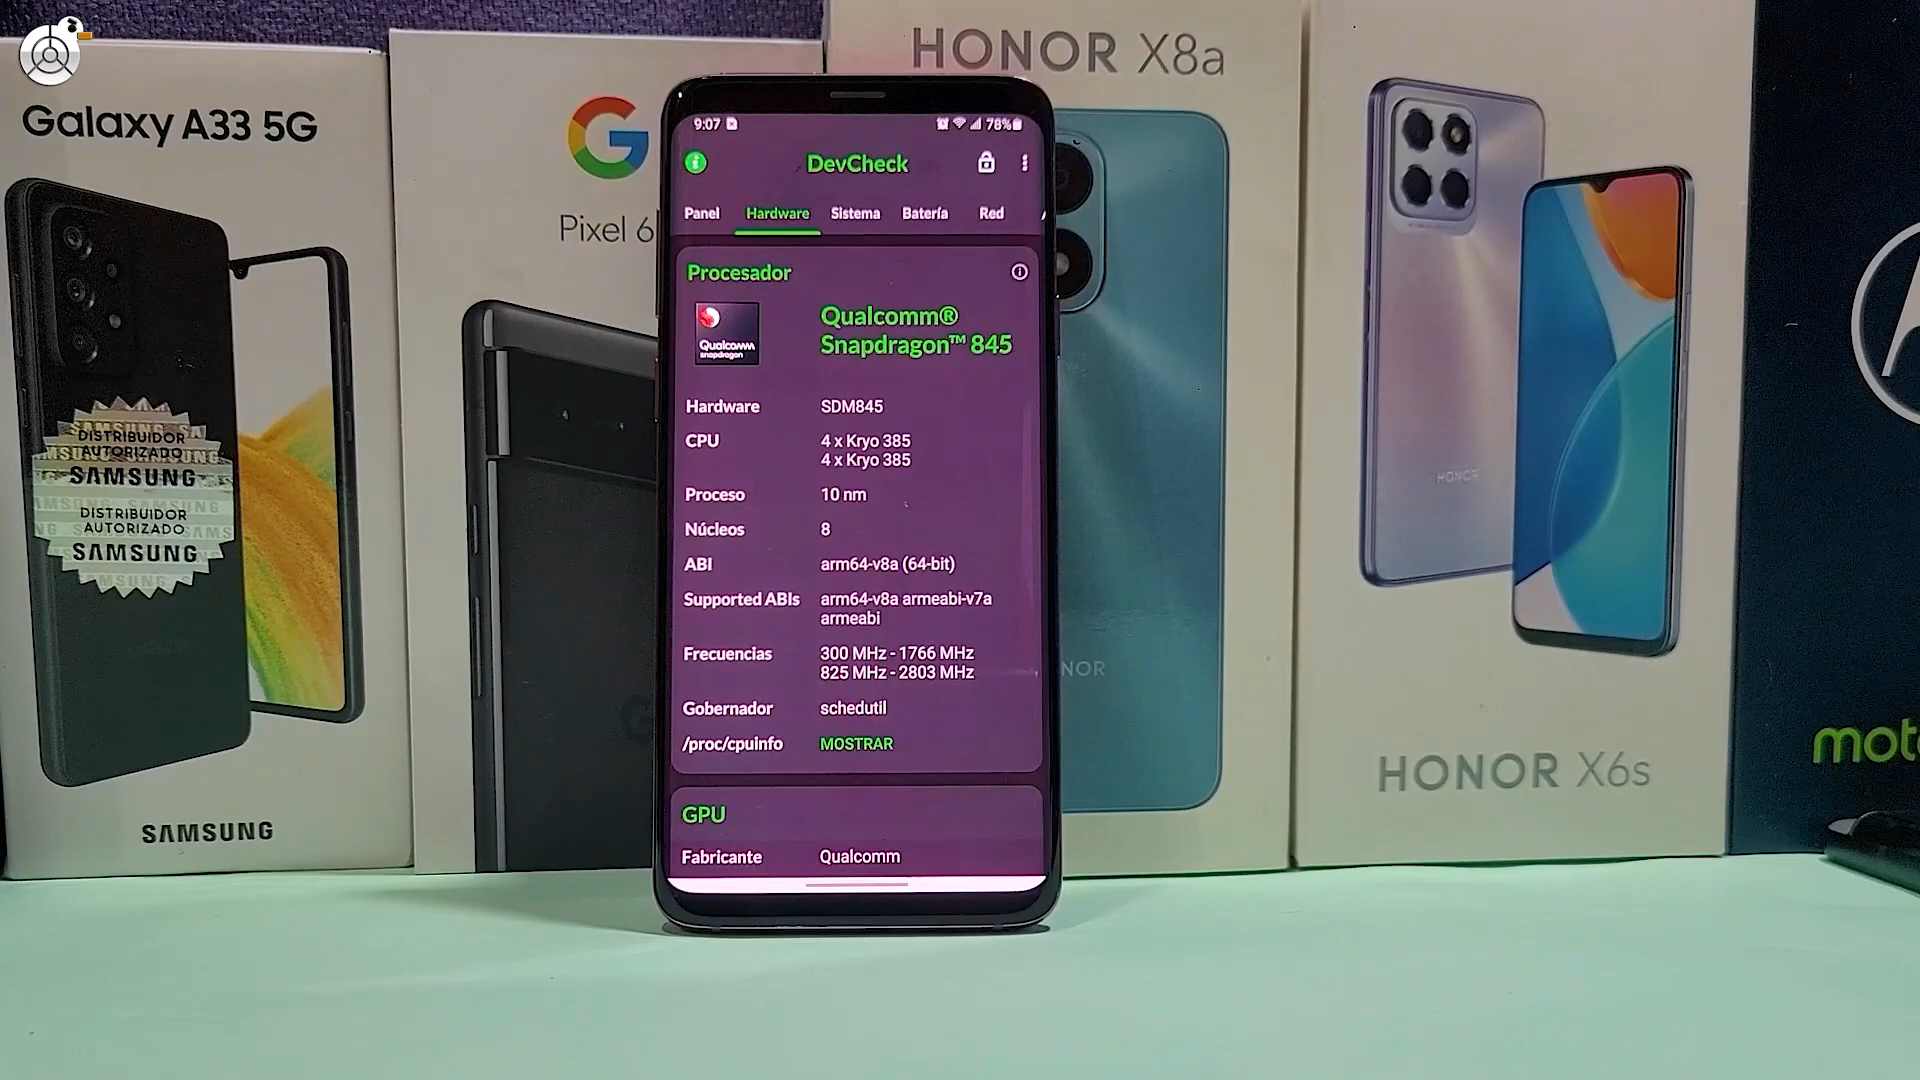 Galaxy A33 5G
DISTRIBUIDOR
AUTORIZADO
SAMSUNG
DISTRIBUIDOR
AUTORIZADO
SAMSUNG
SAMSUNG
Pixel 6
HONOR X8a
9:07
78%
DevCheck
Panel
Hardware
Sistema
Batería
Red
Procesador
Qualcomm
snapdragon
Qualcomm®
Snapdragon™ 845
Hardware SDM845
CPU 4 x Kryo 385
4 x Kryo 385
Proceso 10 nm
Núcleos 8
ABI arm64-v8a (64-bit)
Supported ABIs arm64-v8a armeabi-v7a
armeabi
Frecuencias 300 MHz - 1766 MHz
825 MHz - 2803 MHz
Gobernador schedutil
/proc/cpuinfo MOSTRAR
GPU
Fabricante Qualcomm
NOR
HONOR
HONOR X6s
mot